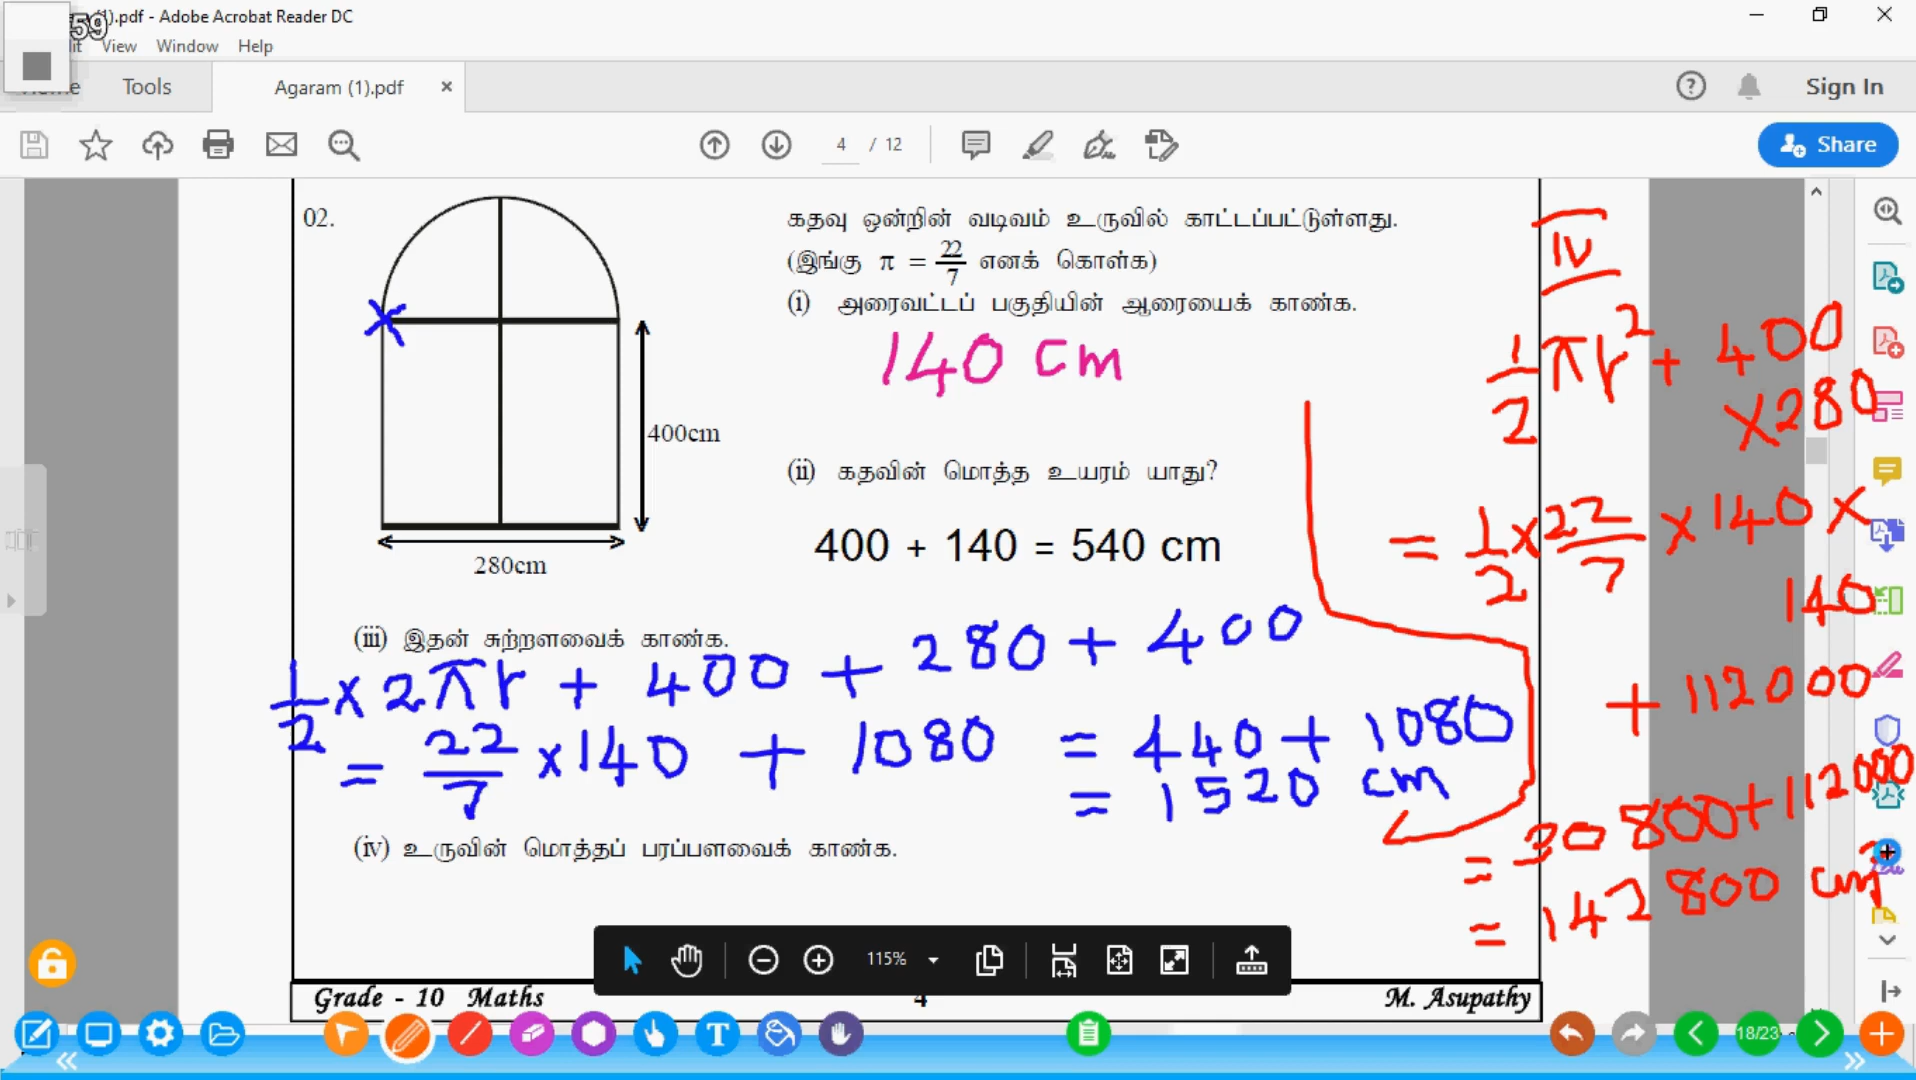 (1).pdf - Adobe Acrobat Reader DC
59
View Window Help
Tools
Agaram (1).pdf ×
Sign In
4 / 12
Share
02.
கதவு ஒன்றின் வடிவம் உருவில் காட்டப்பட்டுள்ளது.
(இங்கு π = 22/7 எனக் கொள்க)
(i) அரைவட்டப் பகுதியின் ஆரையைக் காண்க.
140 cm
400cm
280cm
(ii) கதவின் மொத்த உயரம் யாது?
400 + 140 = 540 cm
(iii) இதன் சுற்றளவைக் காண்க.
1/2 × 2πr + 400 + 280 + 400
= 22/7 × 140 + 1080 = 440 + 1080
= 1520 cm
(iv) உருவின் மொத்தப் பரப்பளவைக் காண்க.
IV
1/2 πr² + 400
×280
= 1/2 × 22/7 × 140 ×
140
+ 112000
= 30800+112000
= 142800 cm²
115%
Grade - 10 Maths
4
M. Asupathy
T
18/23